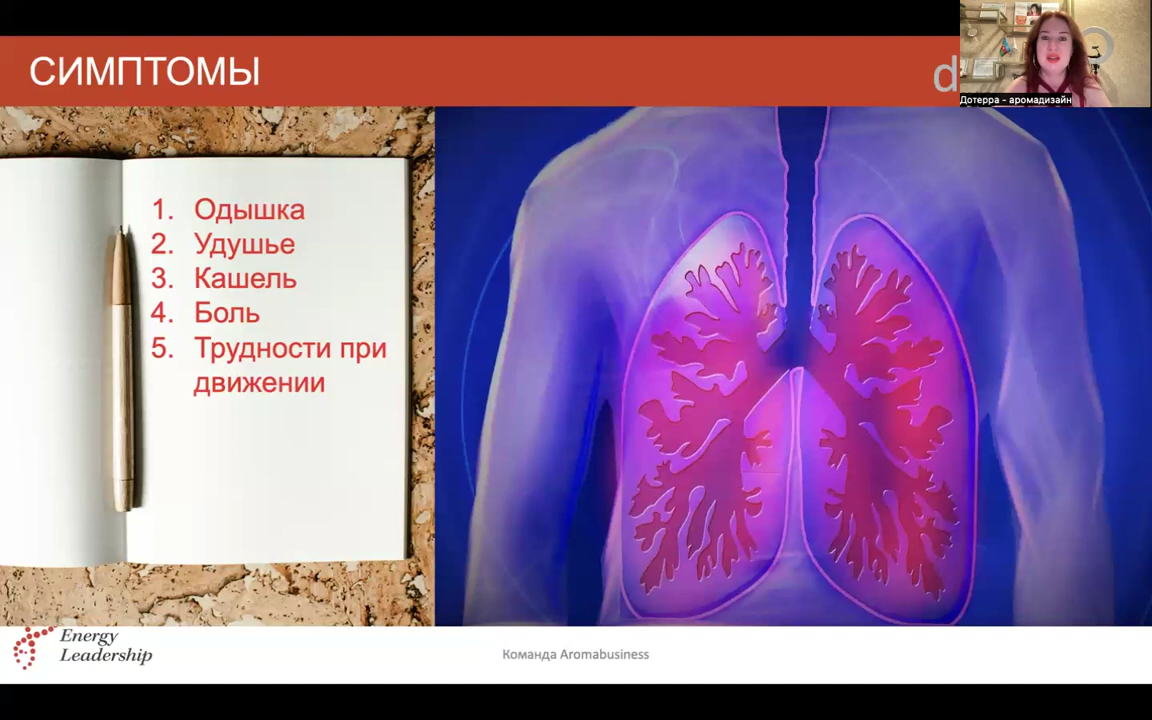 СИМПТОМЫ
d
Дотерра - аромадизайн
1. Одышка
2. Удушье
3. Кашель
4. Боль
5. Трудности при
движении
Energy
Leadership
Команда Aromabusiness